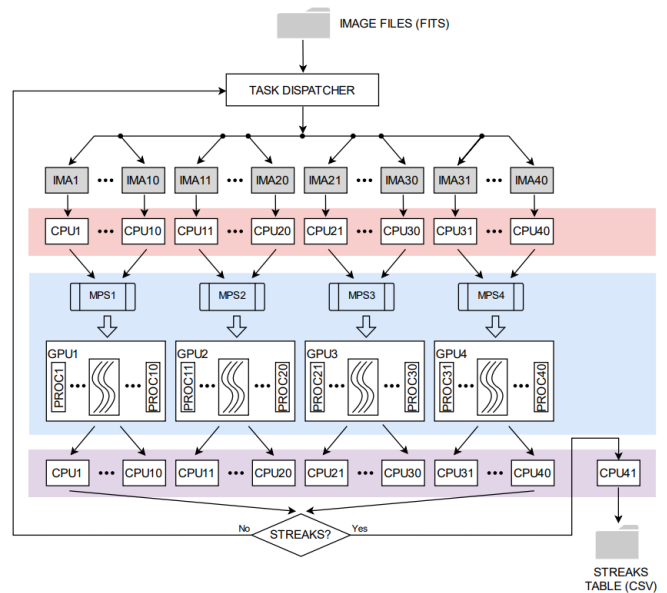 IMAGE FILES (FITS)
TASK DISPATCHER
IMA1 ••• IMA10 IMA11 ••• IMA20 IMA21 ••• IMA30 IMA31 ••• IMA40
CPU1 ••• CPU10 CPU11 ••• CPU20 CPU21 ••• CPU30 CPU31 ••• CPU40
MPS1 MPS2 MPS3 MPS4
GPU1 GPU2 GPU3 GPU4
PROC1 ••• ••• PROC10 PROC11 ••• ••• PROC20 PROC21 ••• ••• PROC30 PROC31 ••• ••• PROC40
CPU1 ••• CPU10 CPU11 ••• CPU20 CPU21 ••• CPU30 CPU31 ••• CPU40 CPU41
No STREAKS? Yes
STREAKS
TABLE (CSV)